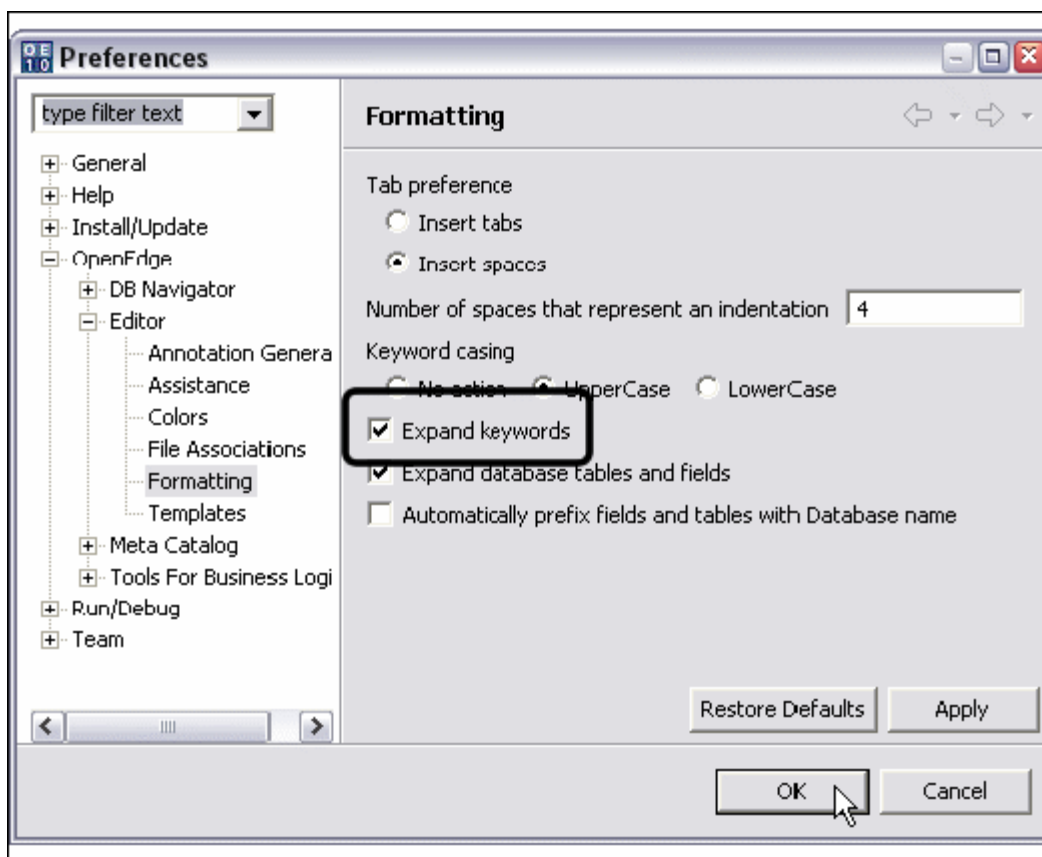 OE
10 Preferences
type filter text
Formatting
General
Help
Install/Update
OpenEdge
DB Navigator
Editor
Annotation Genera
Assistance
Colors
File Associations
Formatting
Templates
Meta Catalog
Tools For Business Logi
Run/Debug
Team
Tab preference
Insert tabs
Insert spaces
Number of spaces that represent an indentation 4
Keyword casing
No action UpperCase LowerCase
Expand keywords
Expand database tables and fields
Automatically prefix fields and tables with Database name
Restore Defaults Apply
OK Cancel